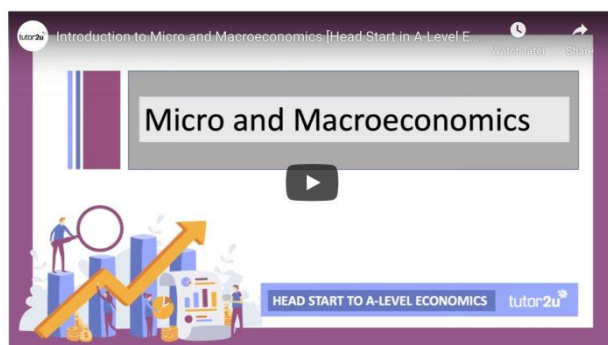 tutor2u
Introduction to Micro and Macroeconomics [Head Start in A-Level E...
Watch later
Share
Micro and Macroeconomics
HEAD START TO A-LEVEL ECONOMICS
tutor2u